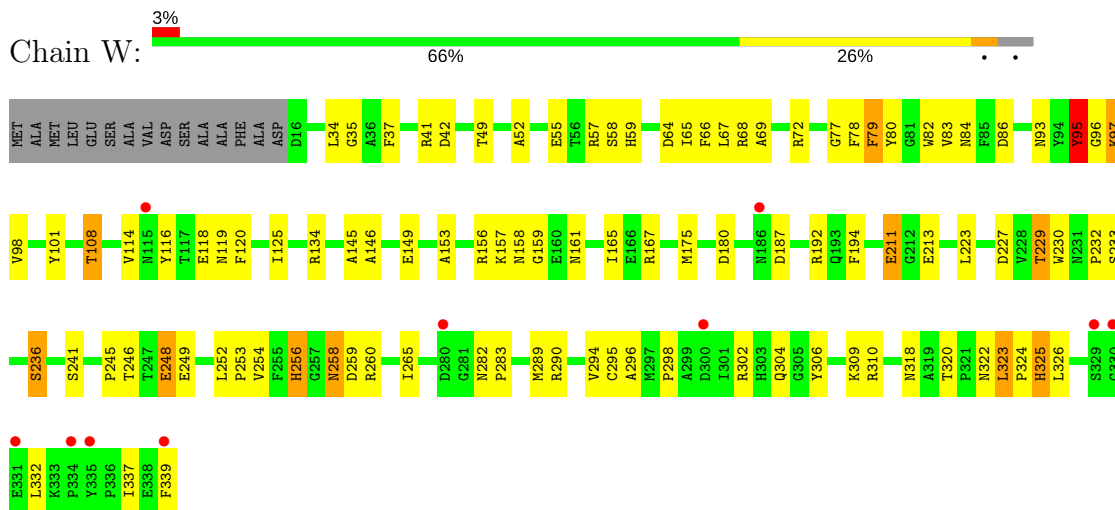 3%
Chain W:
66% 26% • •
MET ALA MET LEU GLU SER ALA VAL ASP SER ALA ALA PHE ALA ASP D16 L34 G35 A36 F37 R41 D42 T49 A52 E55 T56 R57 S58 H59 D64 I65 F66 L67 R68 A69 R72 G77 F78 F79 Y80 G81 W82 V83 N84 F85 D86 N93 Y94 Y95 G96 K97
V98 Y101 T108 V114 N115 Y116 T117 E118 N119 F120 I125 R134 A145 A146 E149 A153 R156 K157 N158 G159 E160 N161 I165 E166 R167 M175 D180 N186 D187 R192 Q193 F194 E211 G212 E213 L223 D227 V228 T229 W230 N231 P232 S233
S236 S241 P245 T246 T247 E248 E249 L252 P253 V254 F255 H256 G257 N258 D259 R260 I265 D280 G281 N282 P283 M289 R290 V294 C295 A296 M297 P298 A299 D300 I301 R302 H303 Q304 G305 Y306 K309 R310 N318 A319 T320 P321 N322 L323 P324 H325 L326 S329 G330
E331 L332 K333 P334 Y335 P336 I337 E338 F339